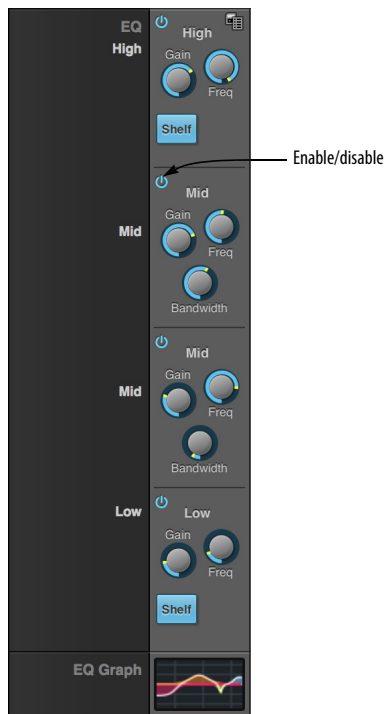 EQ
High
High
Gain
Freq
Shelf
Enable/disable
Mid
Mid
Gain
Freq
Bandwidth
Mid
Mid
Gain
Freq
Bandwidth
Low
Low
Gain
Freq
Shelf
EQ Graph